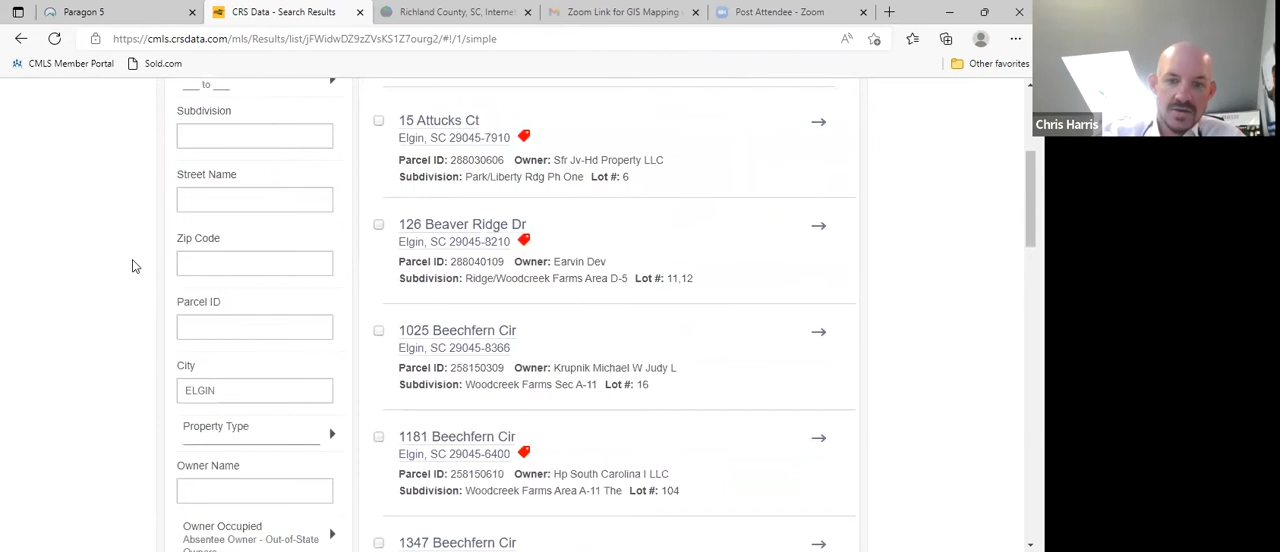 Paragon 5
CRS Data - Search Results
Richland County, SC, Internet
Zoom Link for GIS Mapping
Post Attendee - Zoom
https://cmls.crsdata.com/mls/Results/list/jFWidwDZ9zZVsKS1Z7ourg2/#!/1/simple
CMLS Member Portal
Sold.com
Other favorites
Chris Harris
___ to ___
Subdivision
Street Name
Zip Code
Parcel ID
City
ELGIN
Property Type
Owner Name
Owner Occupied
Absentee Owner - Out-of-State
Owners
15 Attucks Ct
Elgin, SC 29045-7910
Parcel ID: 288030606 Owner: Sfr Jv-Hd Property LLC
Subdivision: Park/Liberty Rdg Ph One Lot #: 6
126 Beaver Ridge Dr
Elgin, SC 29045-8210
Parcel ID: 288040109 Owner: Earvin Dev
Subdivision: Ridge/Woodcreek Farms Area D-5 Lot #: 11,12
1025 Beechfern Cir
Elgin, SC 29045-8366
Parcel ID: 258150309 Owner: Krupnik Michael W Judy L
Subdivision: Woodcreek Farms Sec A-11 Lot #: 16
1181 Beechfern Cir
Elgin, SC 29045-6400
Parcel ID: 258150610 Owner: Hp South Carolina I LLC
Subdivision: Woodcreek Farms Area A-11 The Lot #: 104
1347 Beechfern Cir